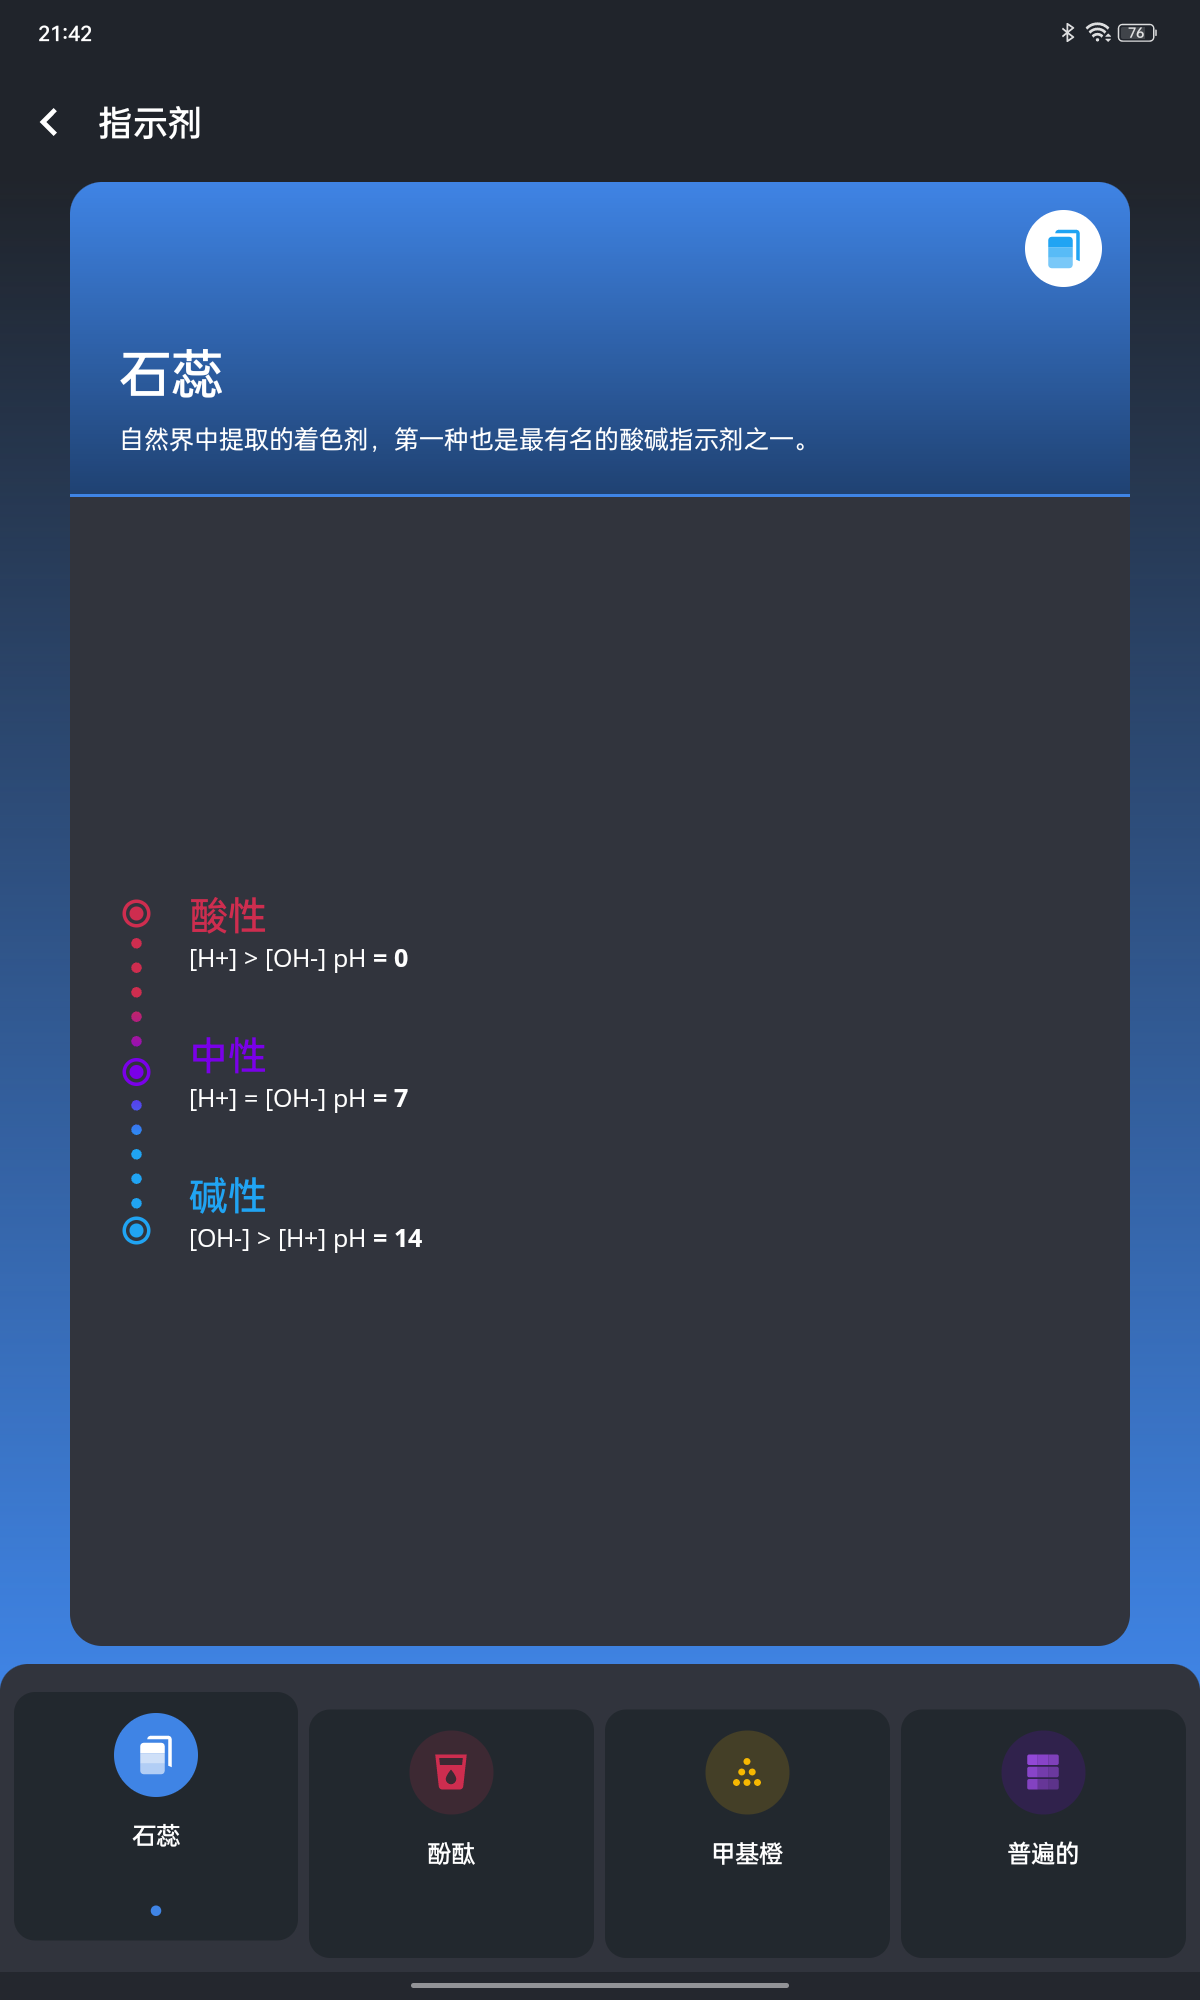 21:42
76
指示剂
石蕊
自然界中提取的着色剂，第一种也是最有名的酸碱指示剂之一。
酸性
[H+] > [OH-] pH = 0
中性
[H+] = [OH-] pH = 7
碱性
[OH-] > [H+] pH = 14
石蕊
酚酞
甲基橙
普遍的